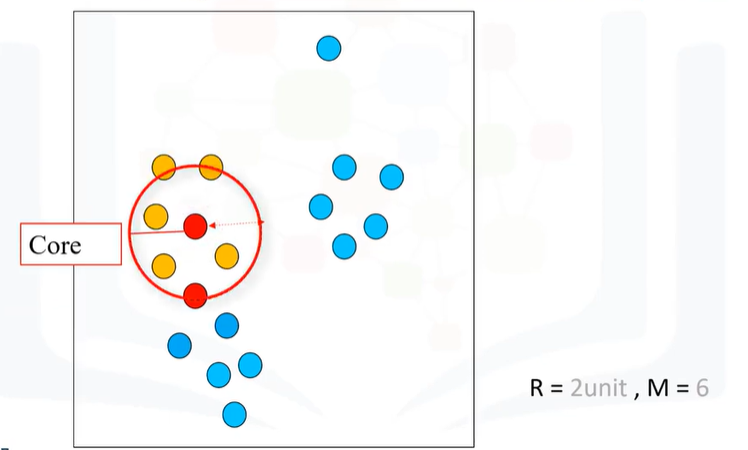 Core
R = 2unit , M = 6